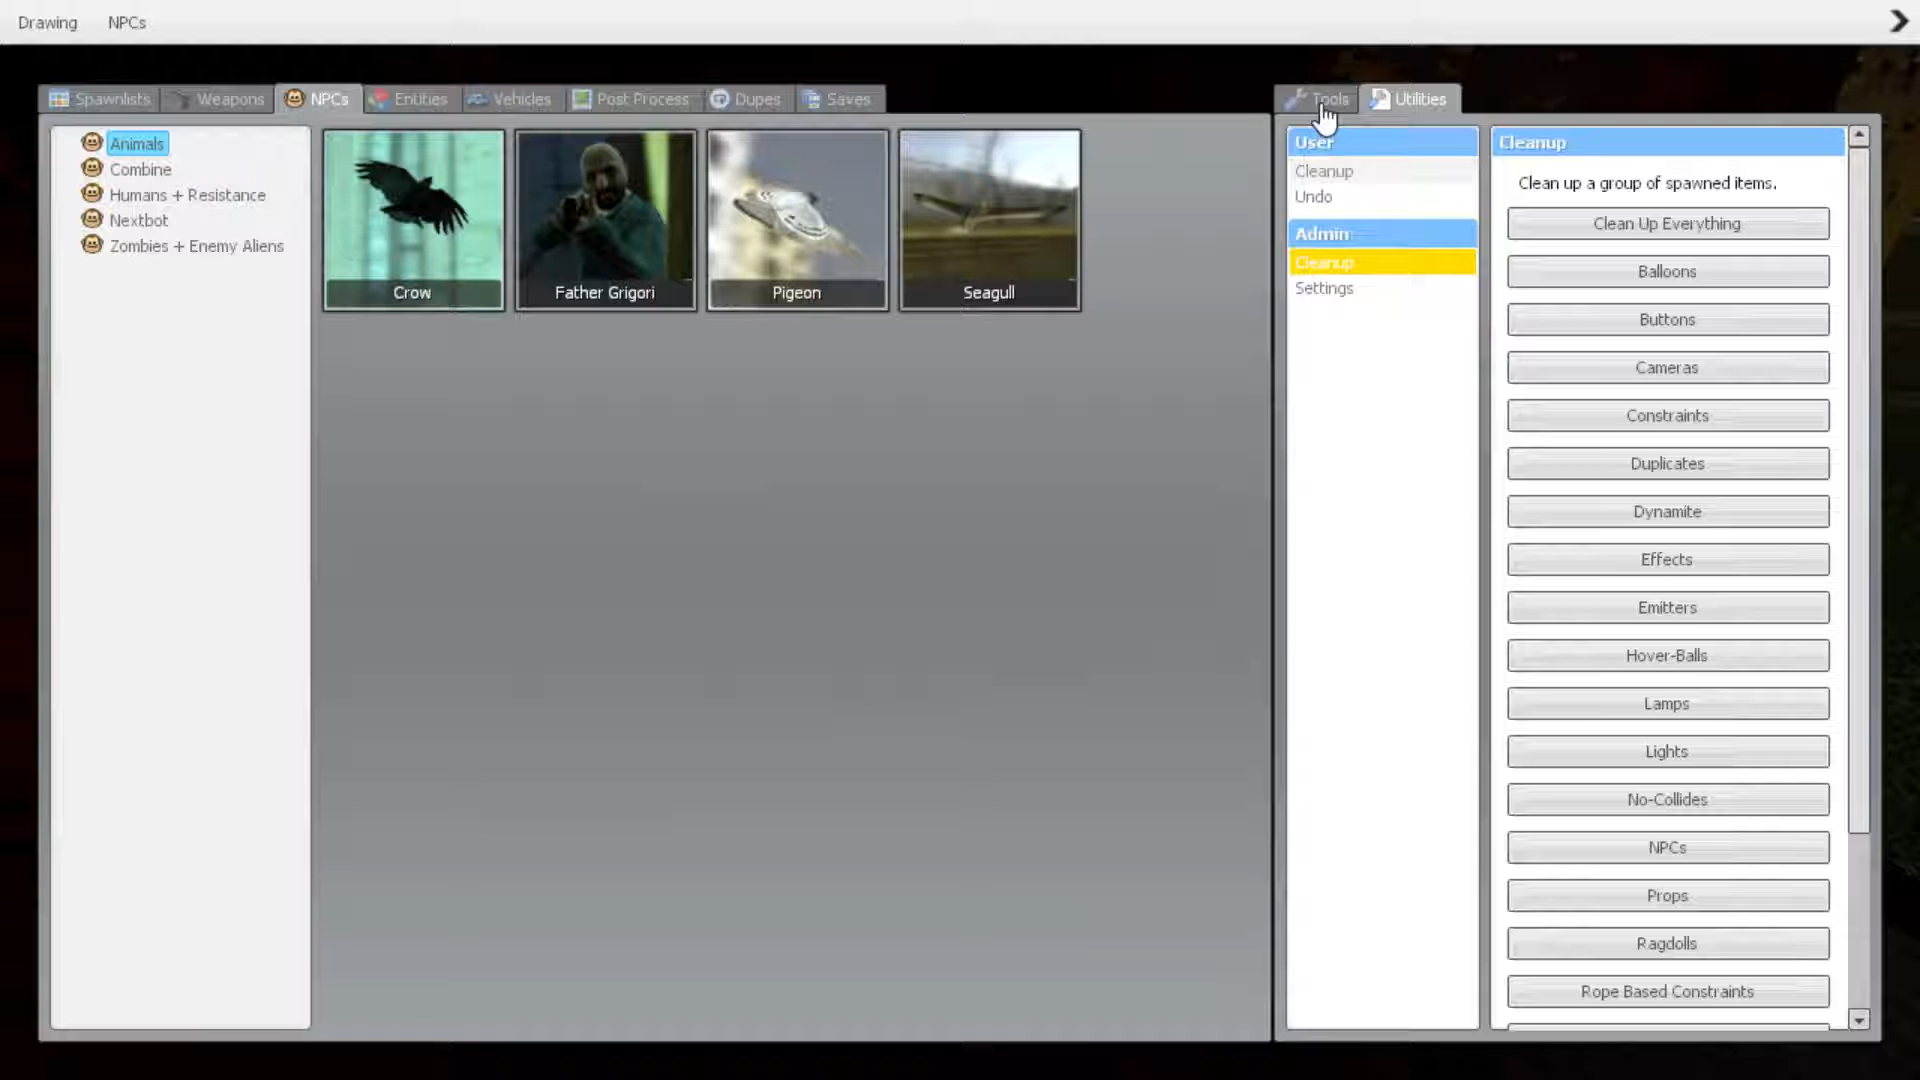 Drawing NPCs
Spawnlists Weapons NPCs Entities Vehicles Post Process Dupes Saves
Animals
Combine
Humans + Resistance
Nextbot
Zombies + Enemy Aliens
Crow Father Grigori Pigeon Seagull
Tools Utilities
User
Cleanup
Undo
Admin
Cleanup
Settings
Cleanup
Clean up a group of spawned items.
Clean Up Everything
Balloons
Buttons
Cameras
Constraints
Duplicates
Dynamite
Effects
Emitters
Hover-Balls
Lamps
Lights
No-Collides
NPCs
Props
Ragdolls
Rope Based Constraints